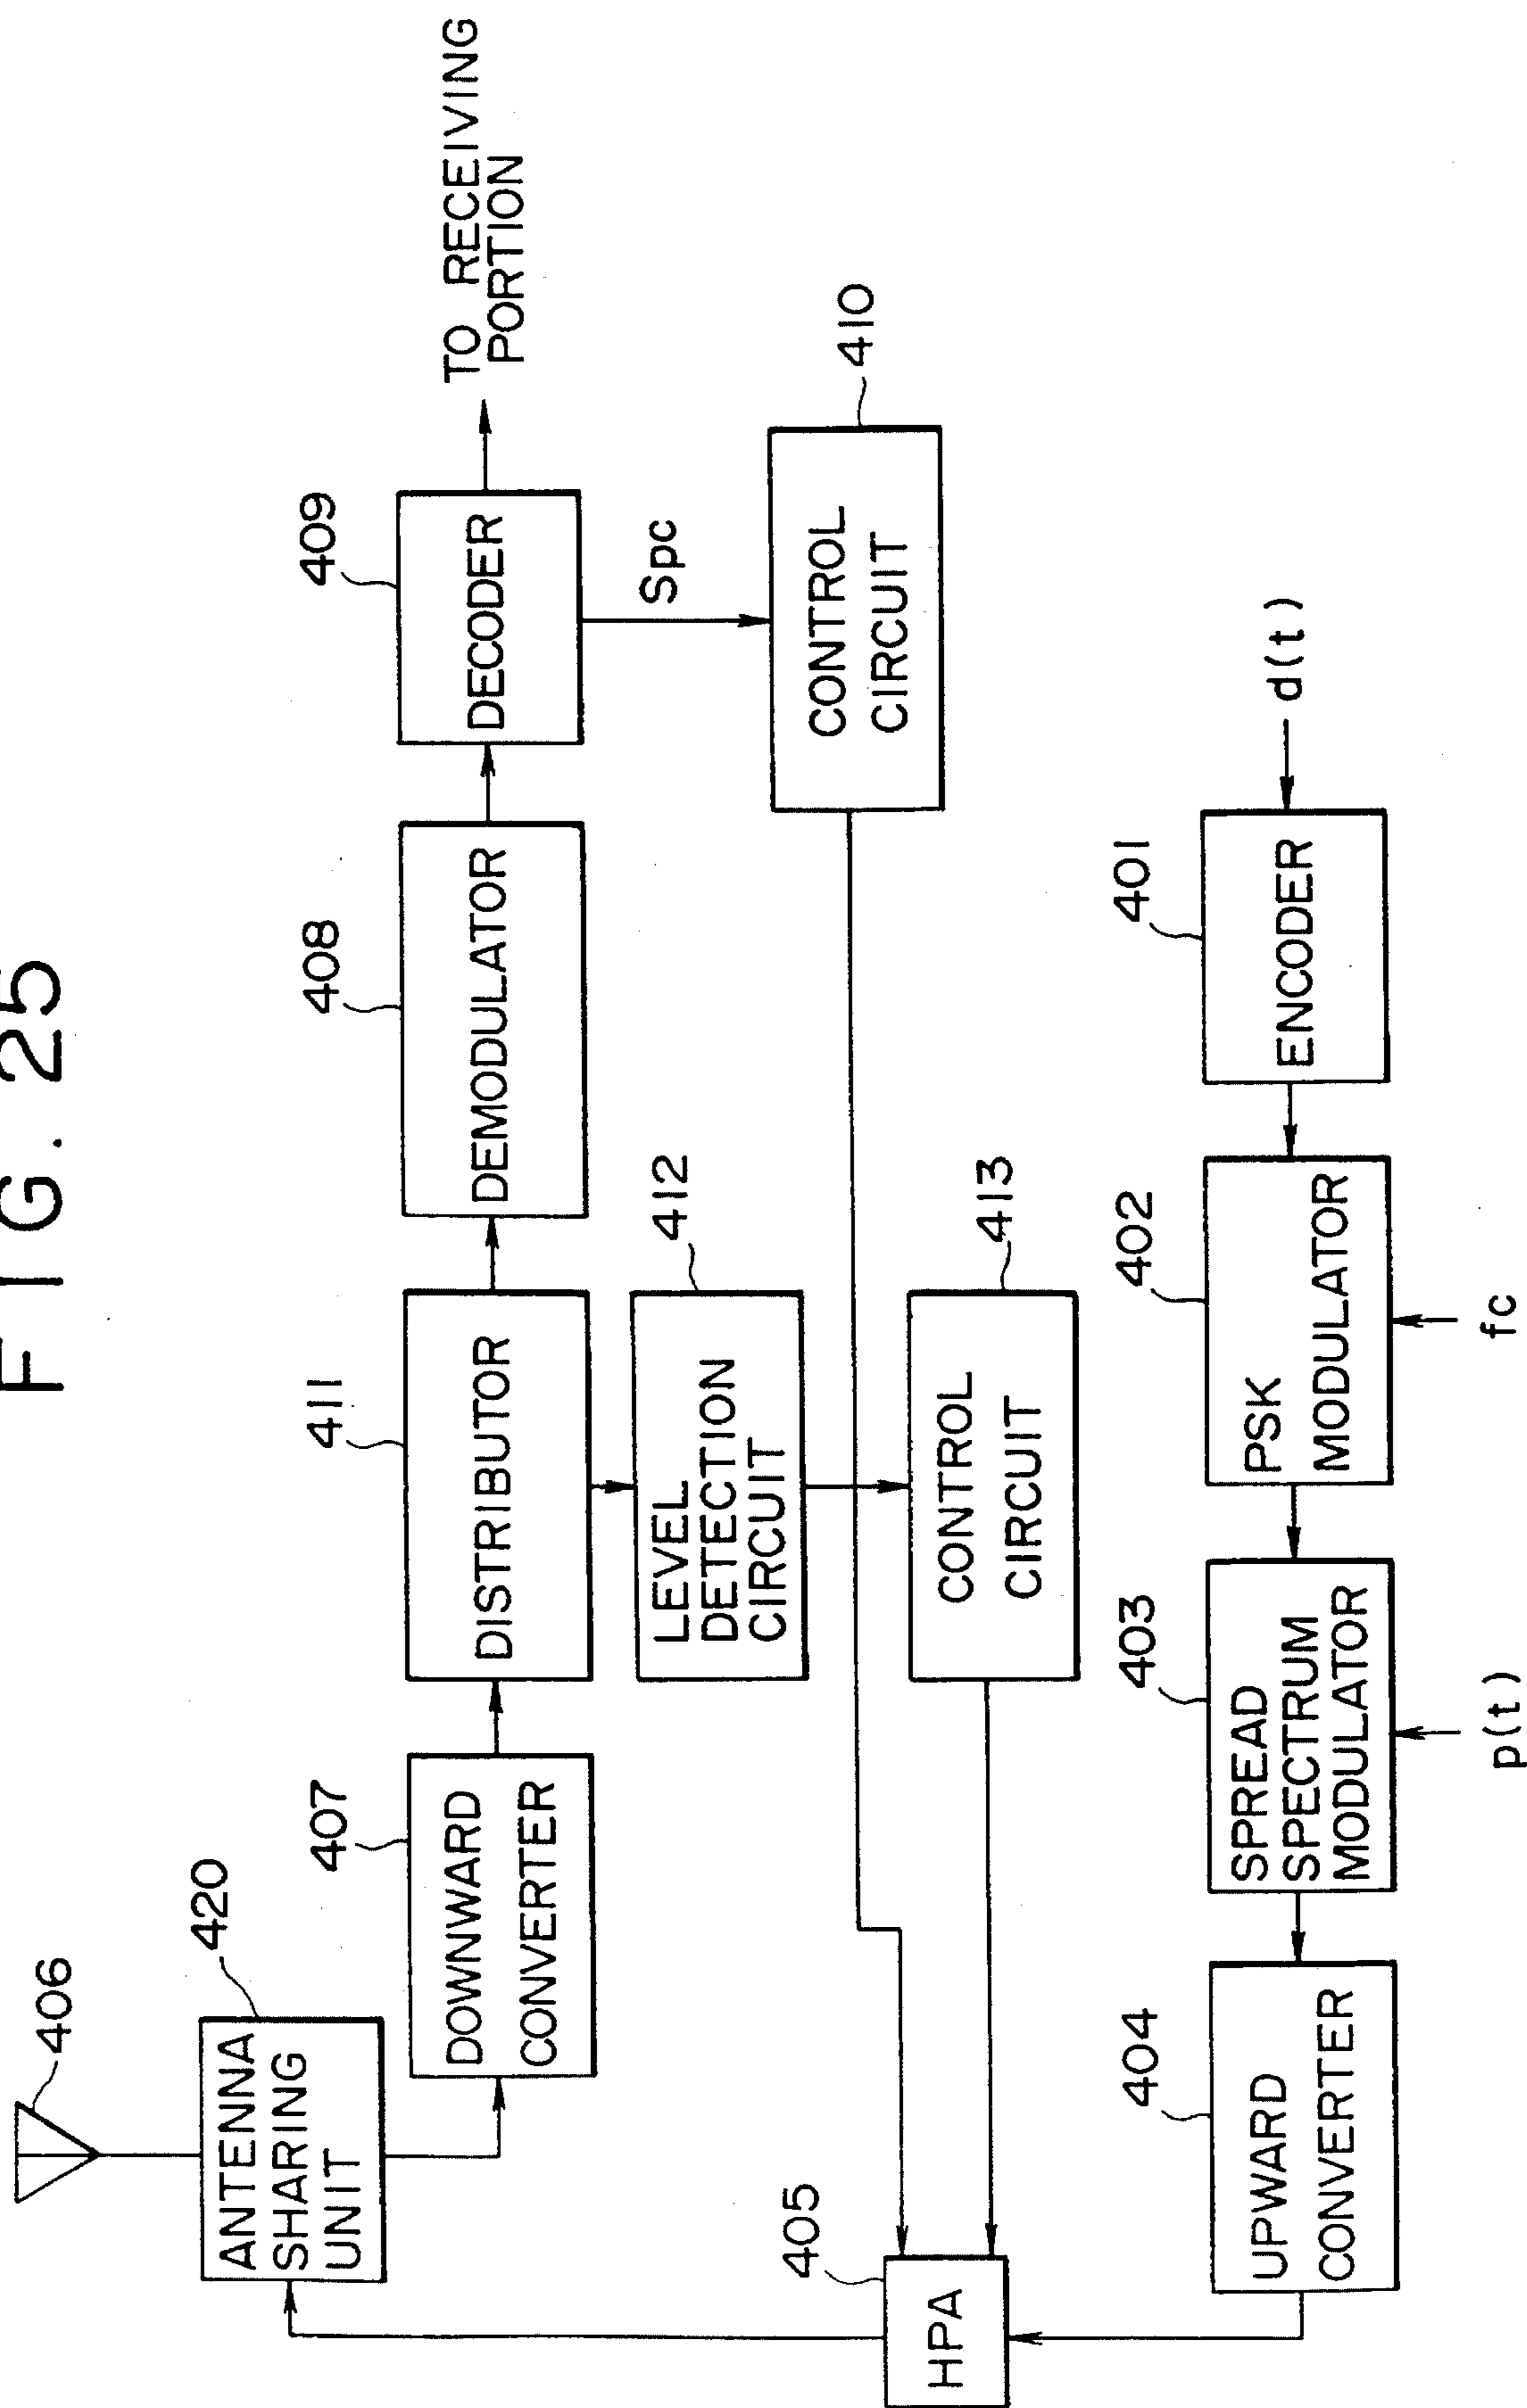 FIG. 25
406
420
ANTENNA
SHARING
UNIT
407
DOWNWARD
CONVERTER
411
DISTRIBUTOR
408
DEMODULATOR
409
DECODER
TO RECEIVING
PORTION
412
LEVEL
DETECTION
CIRCUIT
Spc
410
CONTROL
CIRCUIT
413
CONTROL
CIRCUIT
405
HPA
404
UPWARD
CONVERTER
403
SPREAD
SPECTRUM
MODULATOR
p(t)
402
PSK
MODULATOR
fc
401
ENCODER
d(t)